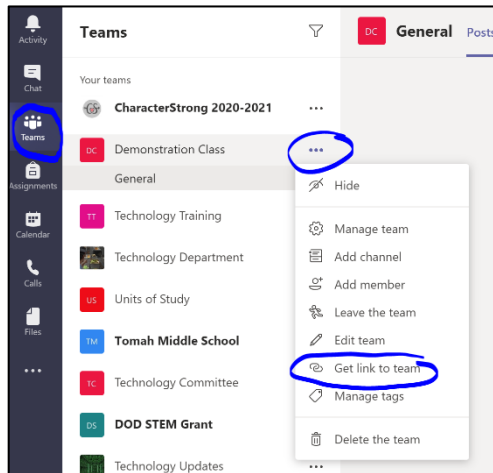 Activity
Chat
Teams
Assignments
Calendar
Calls
Files
...
Teams
Your teams
CharacterStrong 2020-2021 ...
DC Demonstration Class ...
General
TT Technology Training
Technology Department
US Units of Study
TM Tomah Middle School
TC Technology Committee
DS DOD STEM Grant
Technology Updates ...
DC General Posts
Hide
Manage team
Add channel
Add member
Leave the team
Edit team
Get link to team
Manage tags
Delete the team